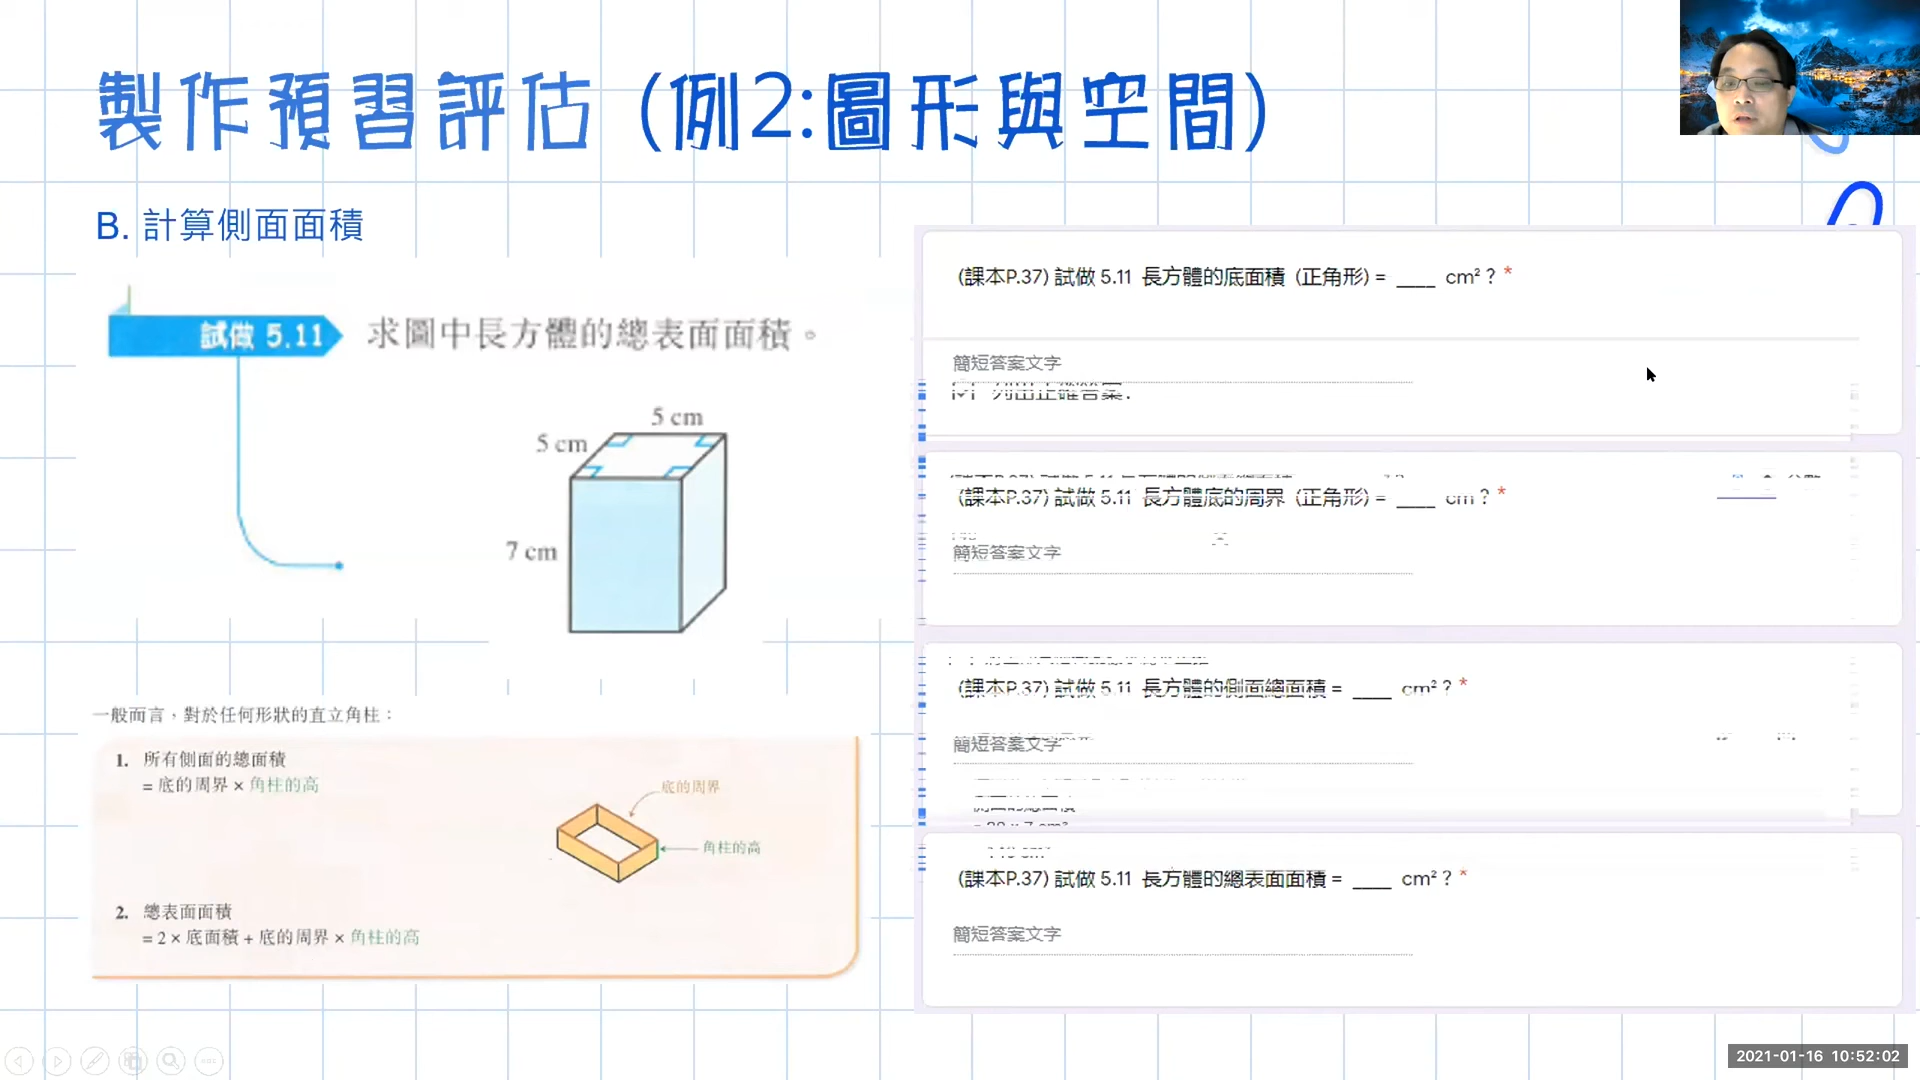 製作預習評估 (例2:圖形與空間)
B. 計算側面面積
試做 5.11 求圖中長方體的總表面面積。
5 cm
5 cm
7 cm
一般而言，對於任何形狀的直立角柱：
1. 所有側面的總面積
= 底的周界 × 角柱的高
底的周界
角柱的高
2. 總表面面積
= 2 × 底面積 + 底的周界 × 角柱的高
(課本P.37) 試做 5.11 長方體的底面積 (正角形) = ____ cm² ? *
簡短答案文字
(課本P.37) 試做 5.11 長方體底的周界 (正角形) = ____ cm ? *
簡短答案文字
(課本P.37) 試做 5.11 長方體的側面總面積 = ____ cm² ? *
簡短答案文字
(課本P.37) 試做 5.11 長方體的總表面面積 = ____ cm² ? *
簡短答案文字
2021-01-16 10:52:02